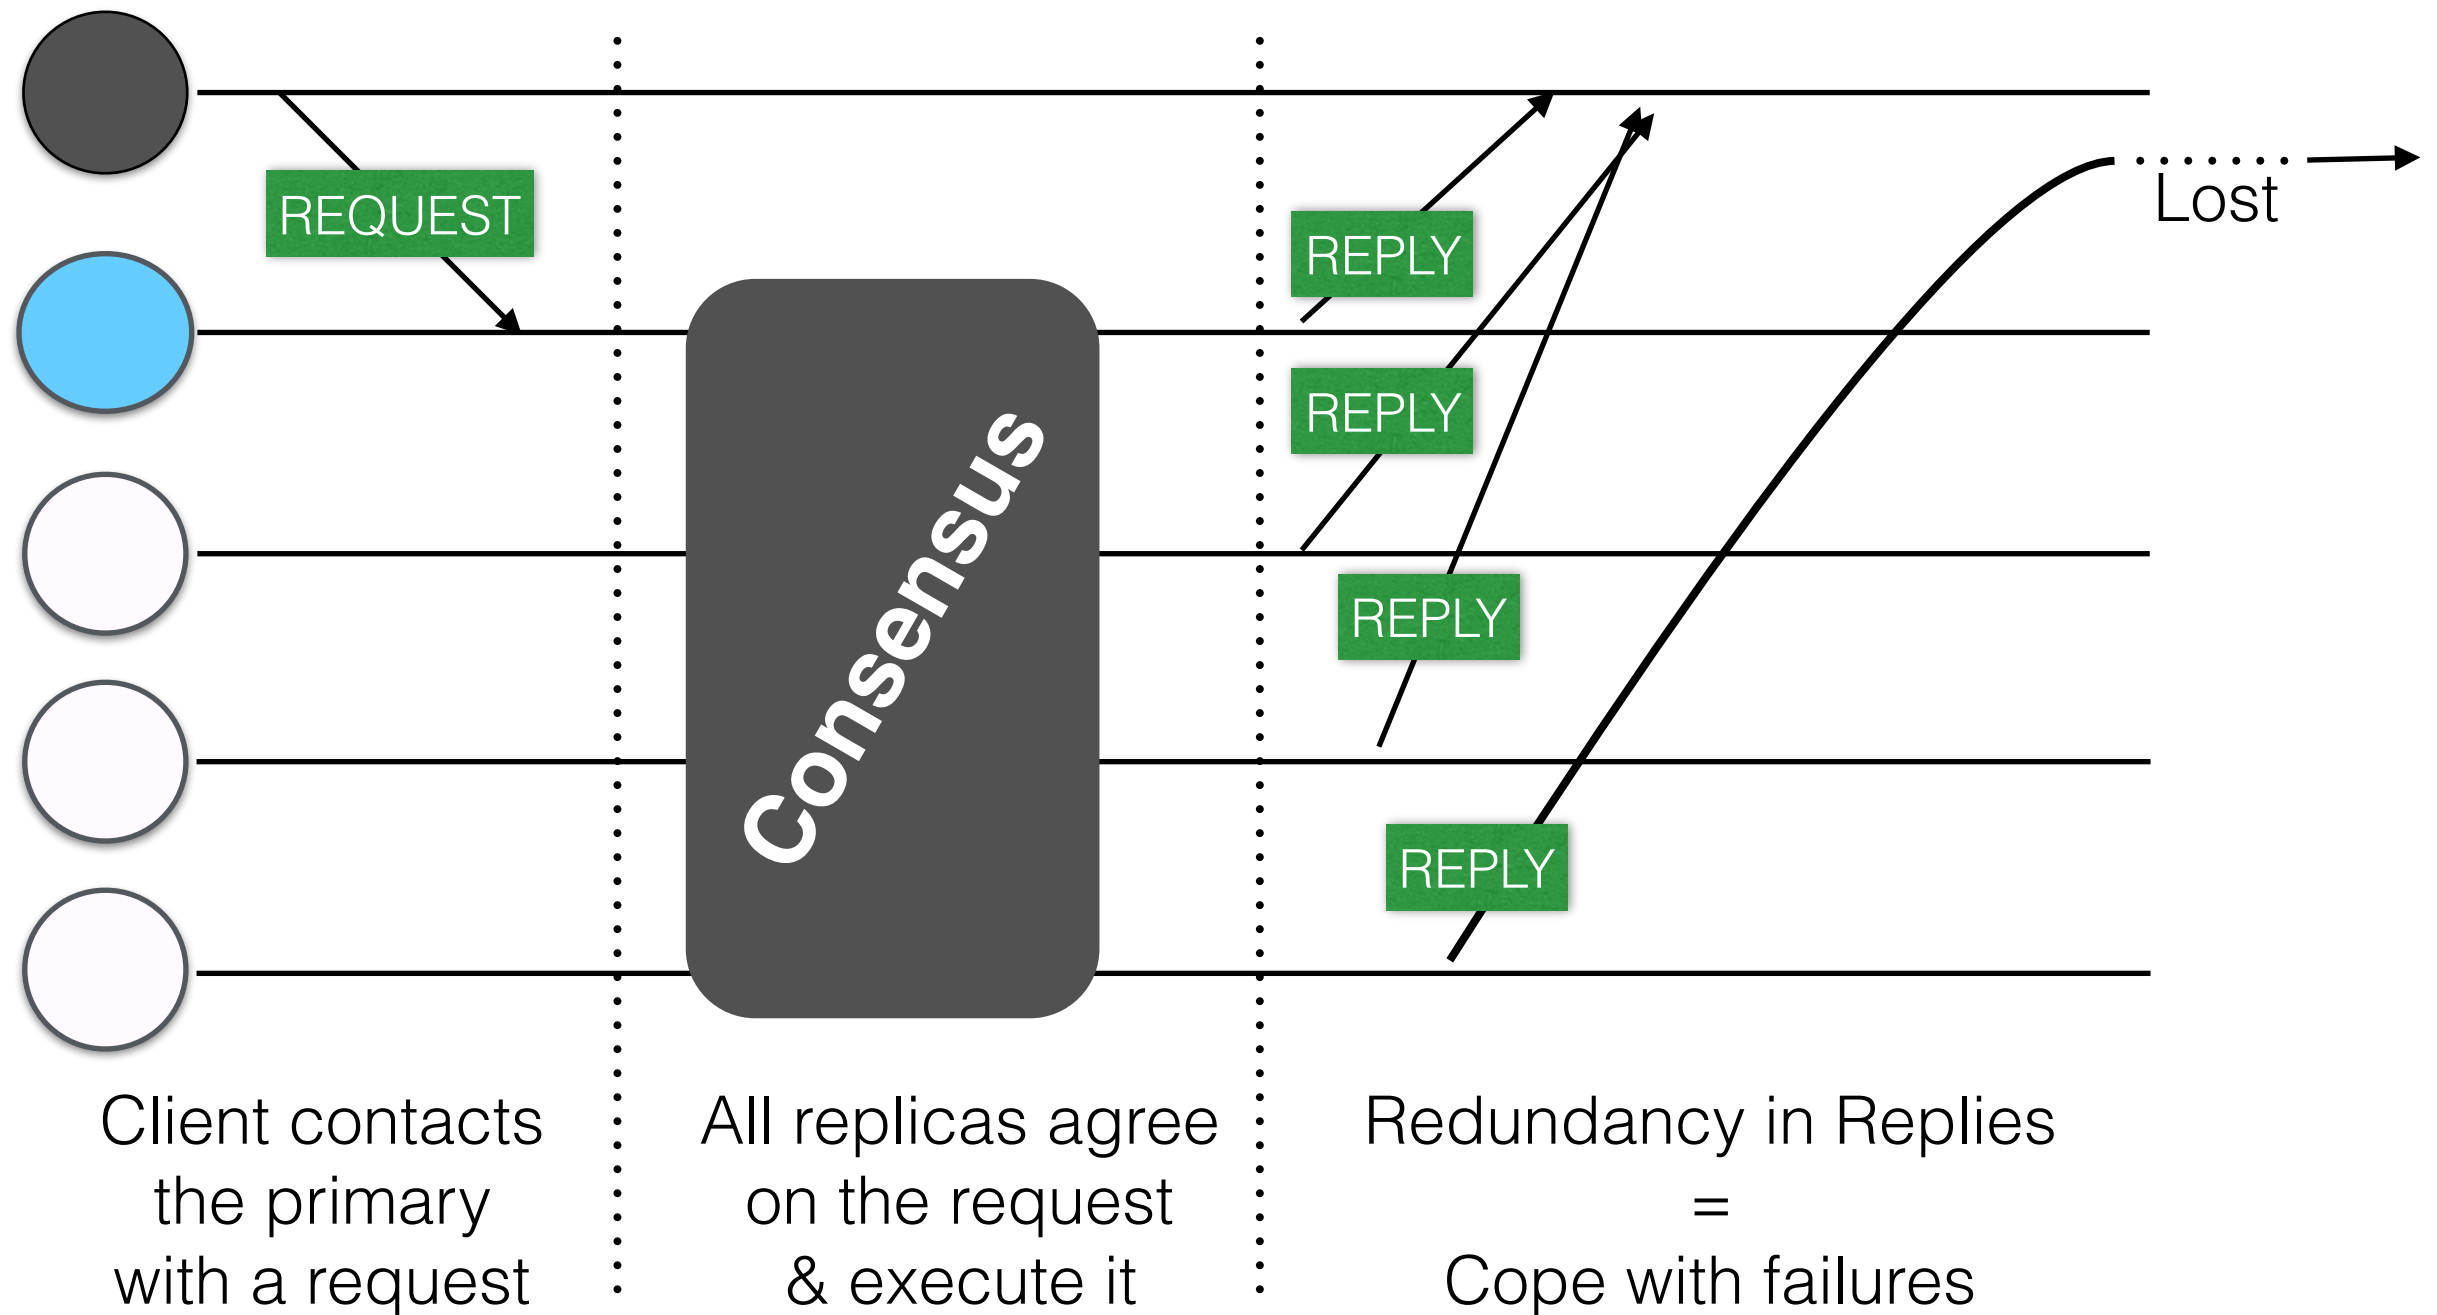 REQUEST
REPLY
Lost
REPLY
REPLY
REPLY
Consensus
Client contacts
the primary
with a request
All replicas agree
on the request
& execute it
Redundancy in Replies
=
Cope with failures